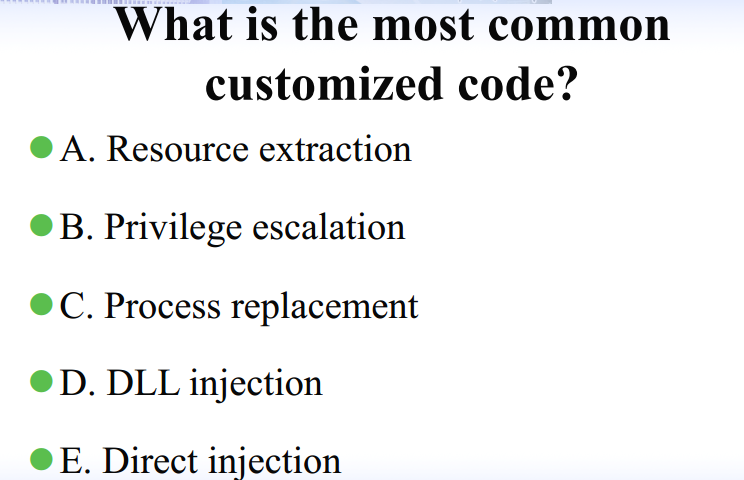 What is the most common
customized code?
A. Resource extraction
B. Privilege escalation
C. Process replacement
D. DLL injection
E. Direct injection